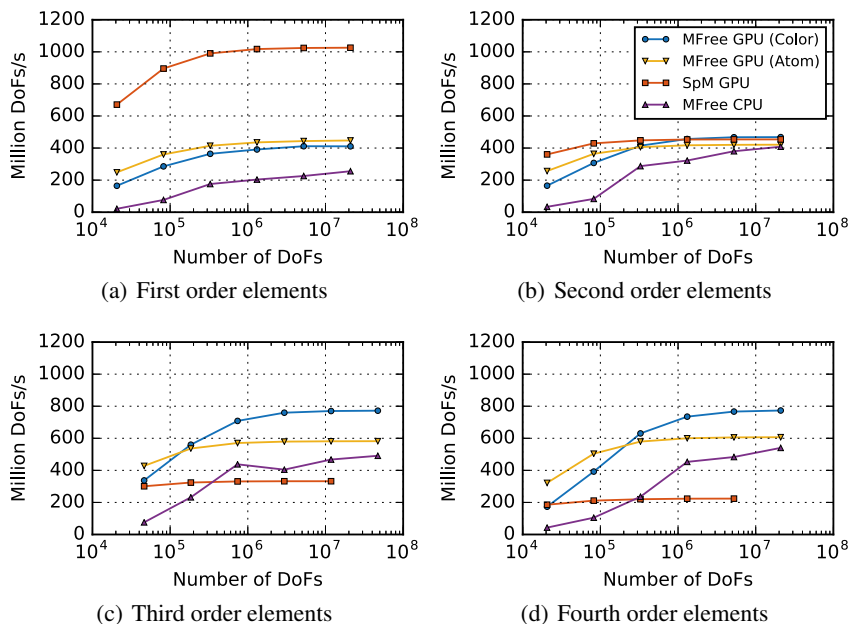 1200
1000
800
600
400
200
0
Million DoFs/s
10^4 10^5 10^6 10^7 10^8
Number of DoFs
(a) First order elements
1200
1000
800
600
400
200
0
Million DoFs/s
MFree GPU (Color)
MFree GPU (Atom)
SpM GPU
MFree CPU
10^4 10^5 10^6 10^7 10^8
Number of DoFs
(b) Second order elements
1200
1000
800
600
400
200
0
Million DoFs/s
10^4 10^5 10^6 10^7 10^8
Number of DoFs
(c) Third order elements
1200
1000
800
600
400
200
0
Million DoFs/s
10^4 10^5 10^6 10^7 10^8
Number of DoFs
(d) Fourth order elements